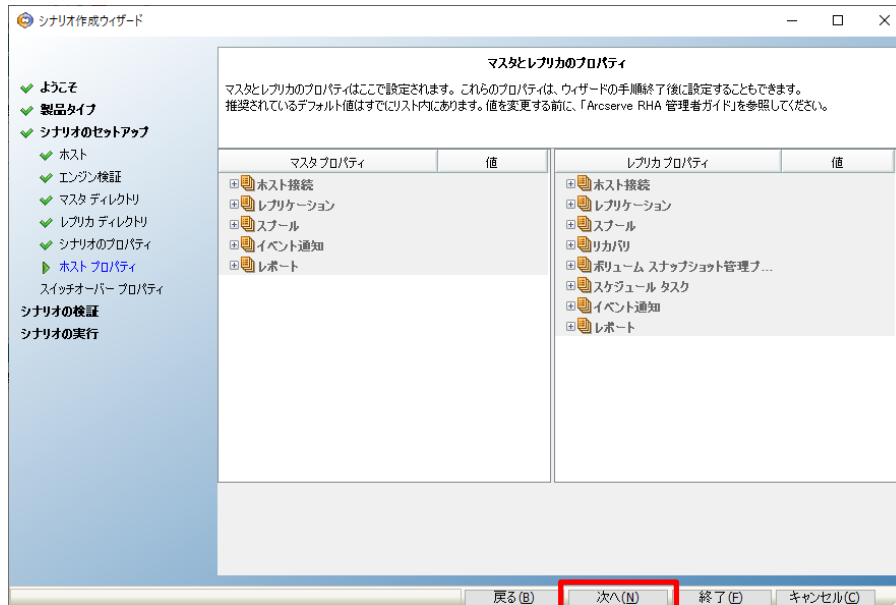 シナリオ作成ウィザード
マスタとレプリカのプロパティ
マスタとレプリカのプロパティはここで設定されます。これらのプロパティは、ウィザードの手順終了後に設定することもできます。
推奨されているデフォルト値はすでにリスト内にあります。値を変更する前に、「Arcserve RHA 管理者ガイド」を参照してください。
ようこそ
製品タイプ
シナリオのセットアップ
ホスト
エンジン検証
マスタ ディレクトリ
レプリカ ディレクトリ
シナリオのプロパティ
ホスト プロパティ
スイッチオーバー プロパティ
シナリオの検証
シナリオの実行
マスタ プロパティ 値
ホスト接続
レプリケーション
スプール
イベント通知
レポート
レプリカ プロパティ 値
ホスト接続
レプリケーション
スプール
リカバリ
ボリューム スナップショット管理プ...
スケジュール タスク
イベント通知
レポート
戻る(B) 次へ(N) 終了(F) キャンセル(C)